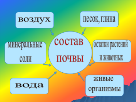 воздух
песок, глина
минеральные
соли
состав
почвы
остатки растений
и животных
вода
живые
организмы